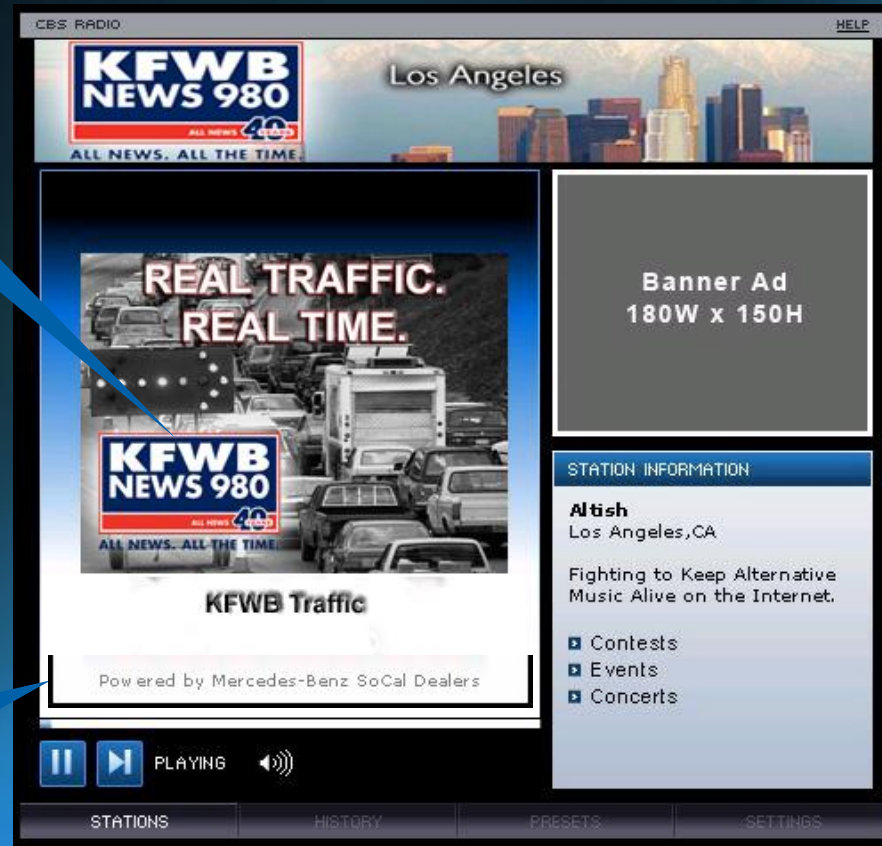 CBS RADIO
HELP
KFWB
NEWS 980
ALL NEWS 40 YEARS
ALL NEWS. ALL THE TIME.
Los Angeles
REAL TRAFFIC.
REAL TIME.
KFWB
NEWS 980
ALL NEWS 40 YEARS
ALL NEWS. ALL THE TIME.
KFWB Traffic
Powered by Mercedes-Benz SoCal Dealers
PLAYING
Banner Ad
180W x 150H
STATION INFORMATION
Altish
Los Angeles,CA
Fighting to Keep Alternative
Music Alive on the Internet.
Contests
Events
Concerts
STATIONS
HISTORY
PRESETS
SETTINGS